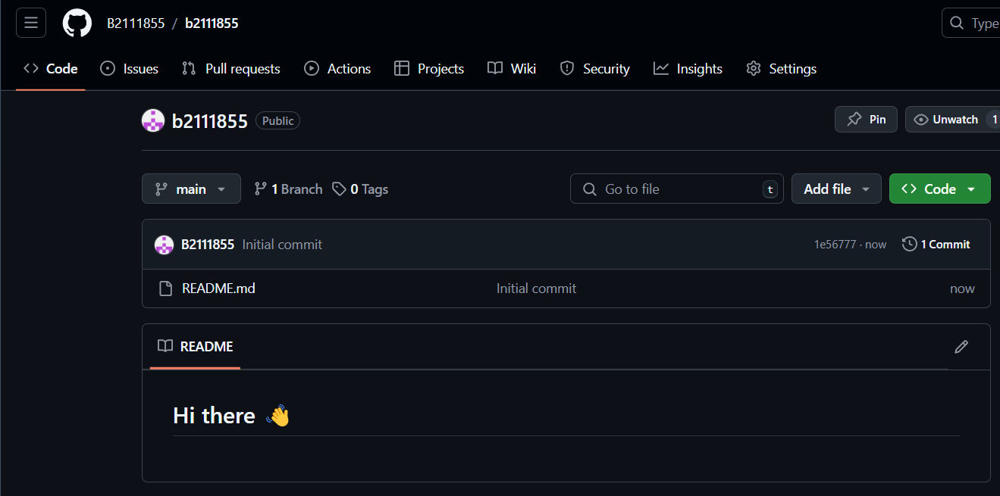 B2111855 / b2111855
Type
Code Issues Pull requests Actions Projects Wiki Security Insights Settings
b2111855 Public
Pin Unwatch 1
main 1 Branch 0 Tags Go to file t Add file Code
B2111855 Initial commit 1e56777 · now 1 Commit
README.md Initial commit now
README
Hi there 👋